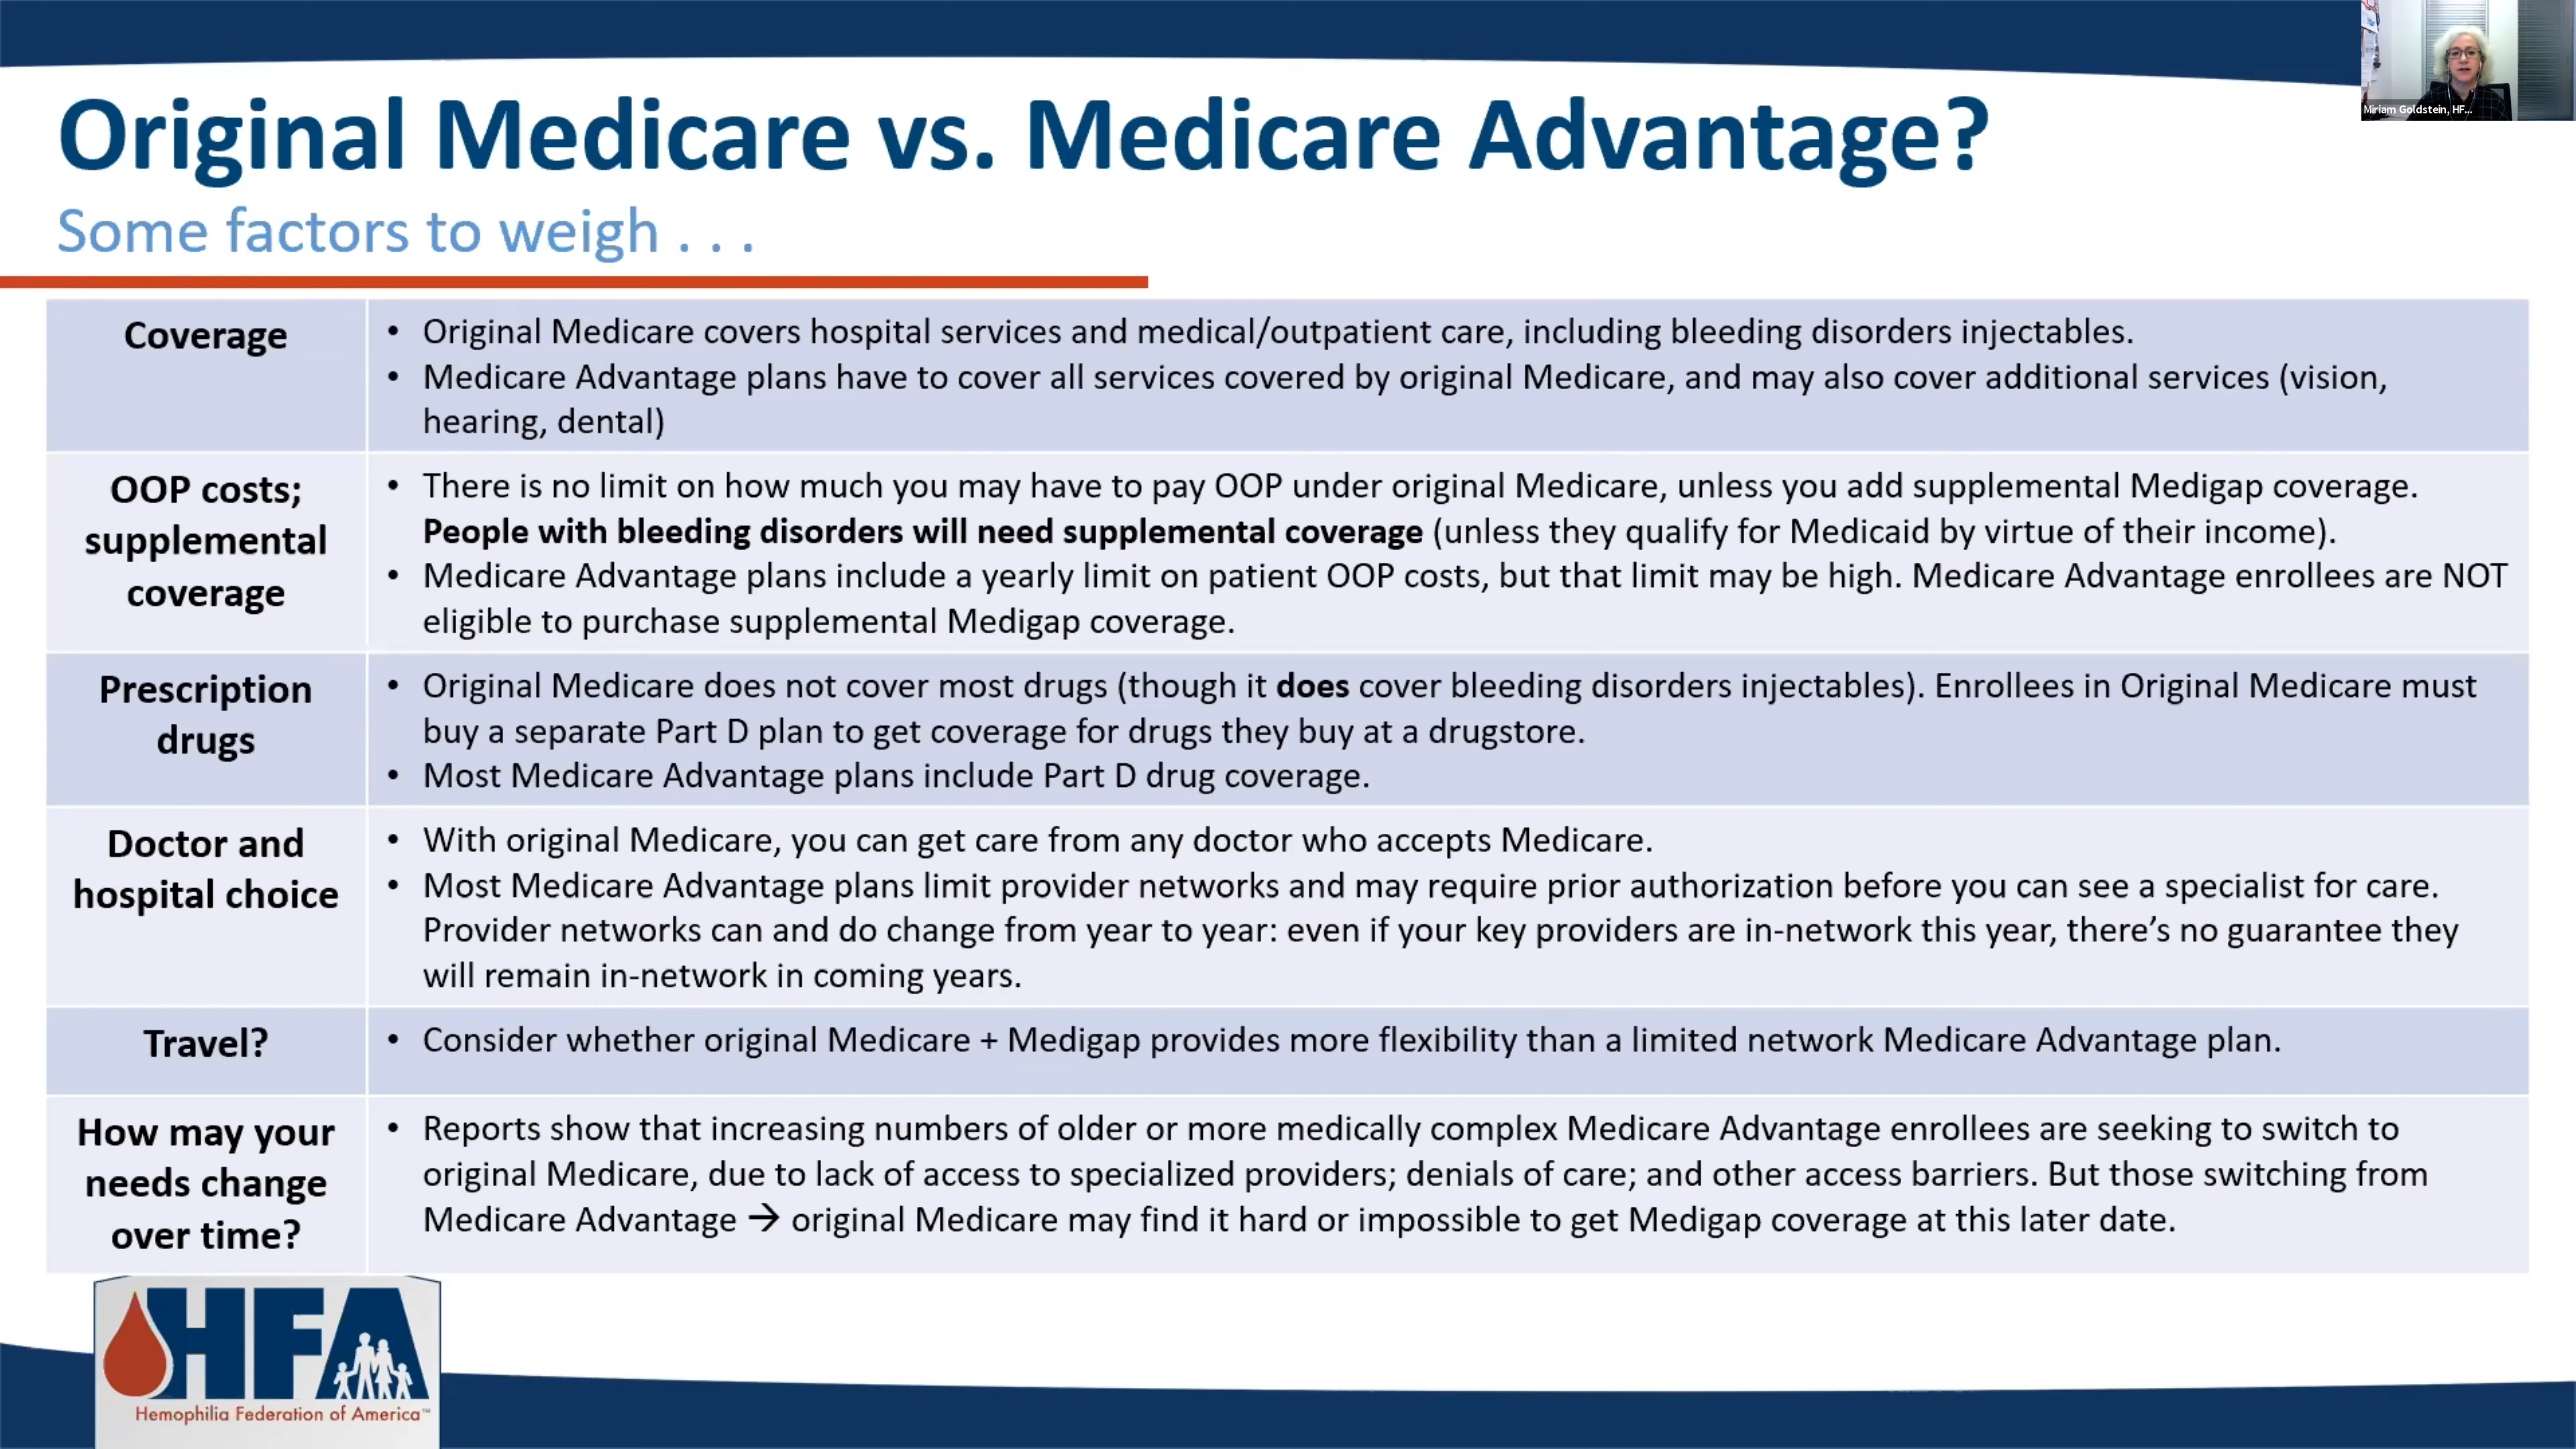 Miriam Goldstein, HF...
Original Medicare vs. Medicare Advantage?
Some factors to weigh . . .
Coverage
• Original Medicare covers hospital services and medical/outpatient care, including bleeding disorders injectables.
• Medicare Advantage plans have to cover all services covered by original Medicare, and may also cover additional services (vision,
hearing, dental)
OOP costs;
supplemental
coverage
• There is no limit on how much you may have to pay OOP under original Medicare, unless you add supplemental Medigap coverage.
People with bleeding disorders will need supplemental coverage (unless they qualify for Medicaid by virtue of their income).
• Medicare Advantage plans include a yearly limit on patient OOP costs, but that limit may be high. Medicare Advantage enrollees are NOT
eligible to purchase supplemental Medigap coverage.
Prescription
drugs
• Original Medicare does not cover most drugs (though it does cover bleeding disorders injectables). Enrollees in Original Medicare must
buy a separate Part D plan to get coverage for drugs they buy at a drugstore.
• Most Medicare Advantage plans include Part D drug coverage.
Doctor and
hospital choice
• With original Medicare, you can get care from any doctor who accepts Medicare.
• Most Medicare Advantage plans limit provider networks and may require prior authorization before you can see a specialist for care.
Provider networks can and do change from year to year: even if your key providers are in-network this year, there’s no guarantee they
will remain in-network in coming years.
Travel?
• Consider whether original Medicare + Medigap provides more flexibility than a limited network Medicare Advantage plan.
How may your
needs change
over time?
• Reports show that increasing numbers of older or more medically complex Medicare Advantage enrollees are seeking to switch to
original Medicare, due to lack of access to specialized providers; denials of care; and other access barriers. But those switching from
Medicare Advantage → original Medicare may find it hard or impossible to get Medigap coverage at this later date.
HFA
Hemophilia Federation of America™